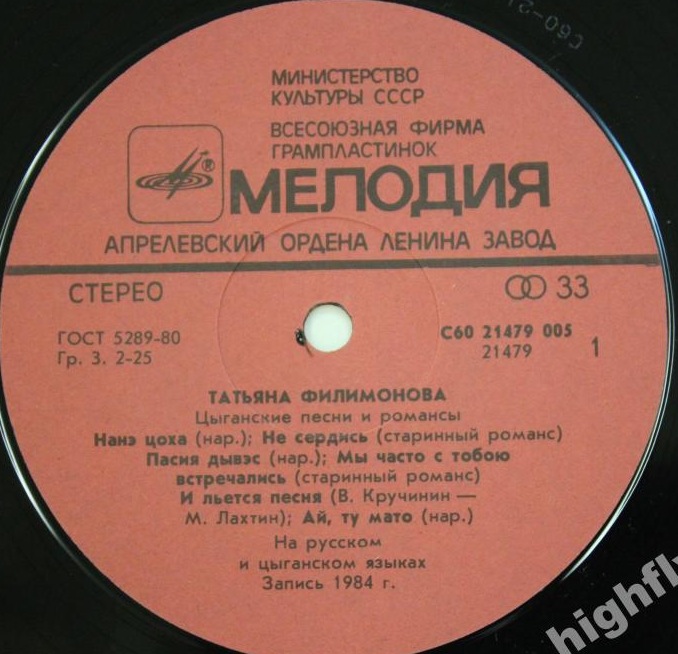 МИНИСТЕРСТВО
КУЛЬТУРЫ СССР
ВСЕСОЮЗНАЯ ФИРМА
ГРАМПЛАСТИНОК
® МЕЛОДИЯ
АПРЕЛЕВСКИЙ ОРДЕНА ЛЕНИНА ЗАВОД
СТЕРЕО
33
ГОСТ 5289-80
Гр. 3. 2-25
С60 21479 005
21479
1
ТАТЬЯНА ФИЛИМОНОВА
Цыганские песни и романсы
Нанэ цоха (нар.); Не сердись (старинный романс)
Пасия дывэс (нар.); Мы часто с тобою
встречались (старинный романс)
И льется песня (В. Кручинин —
М. Лахтин); Ай, ту мато (нар.)
На русском
и цыганском языках
Запись 1984 г.